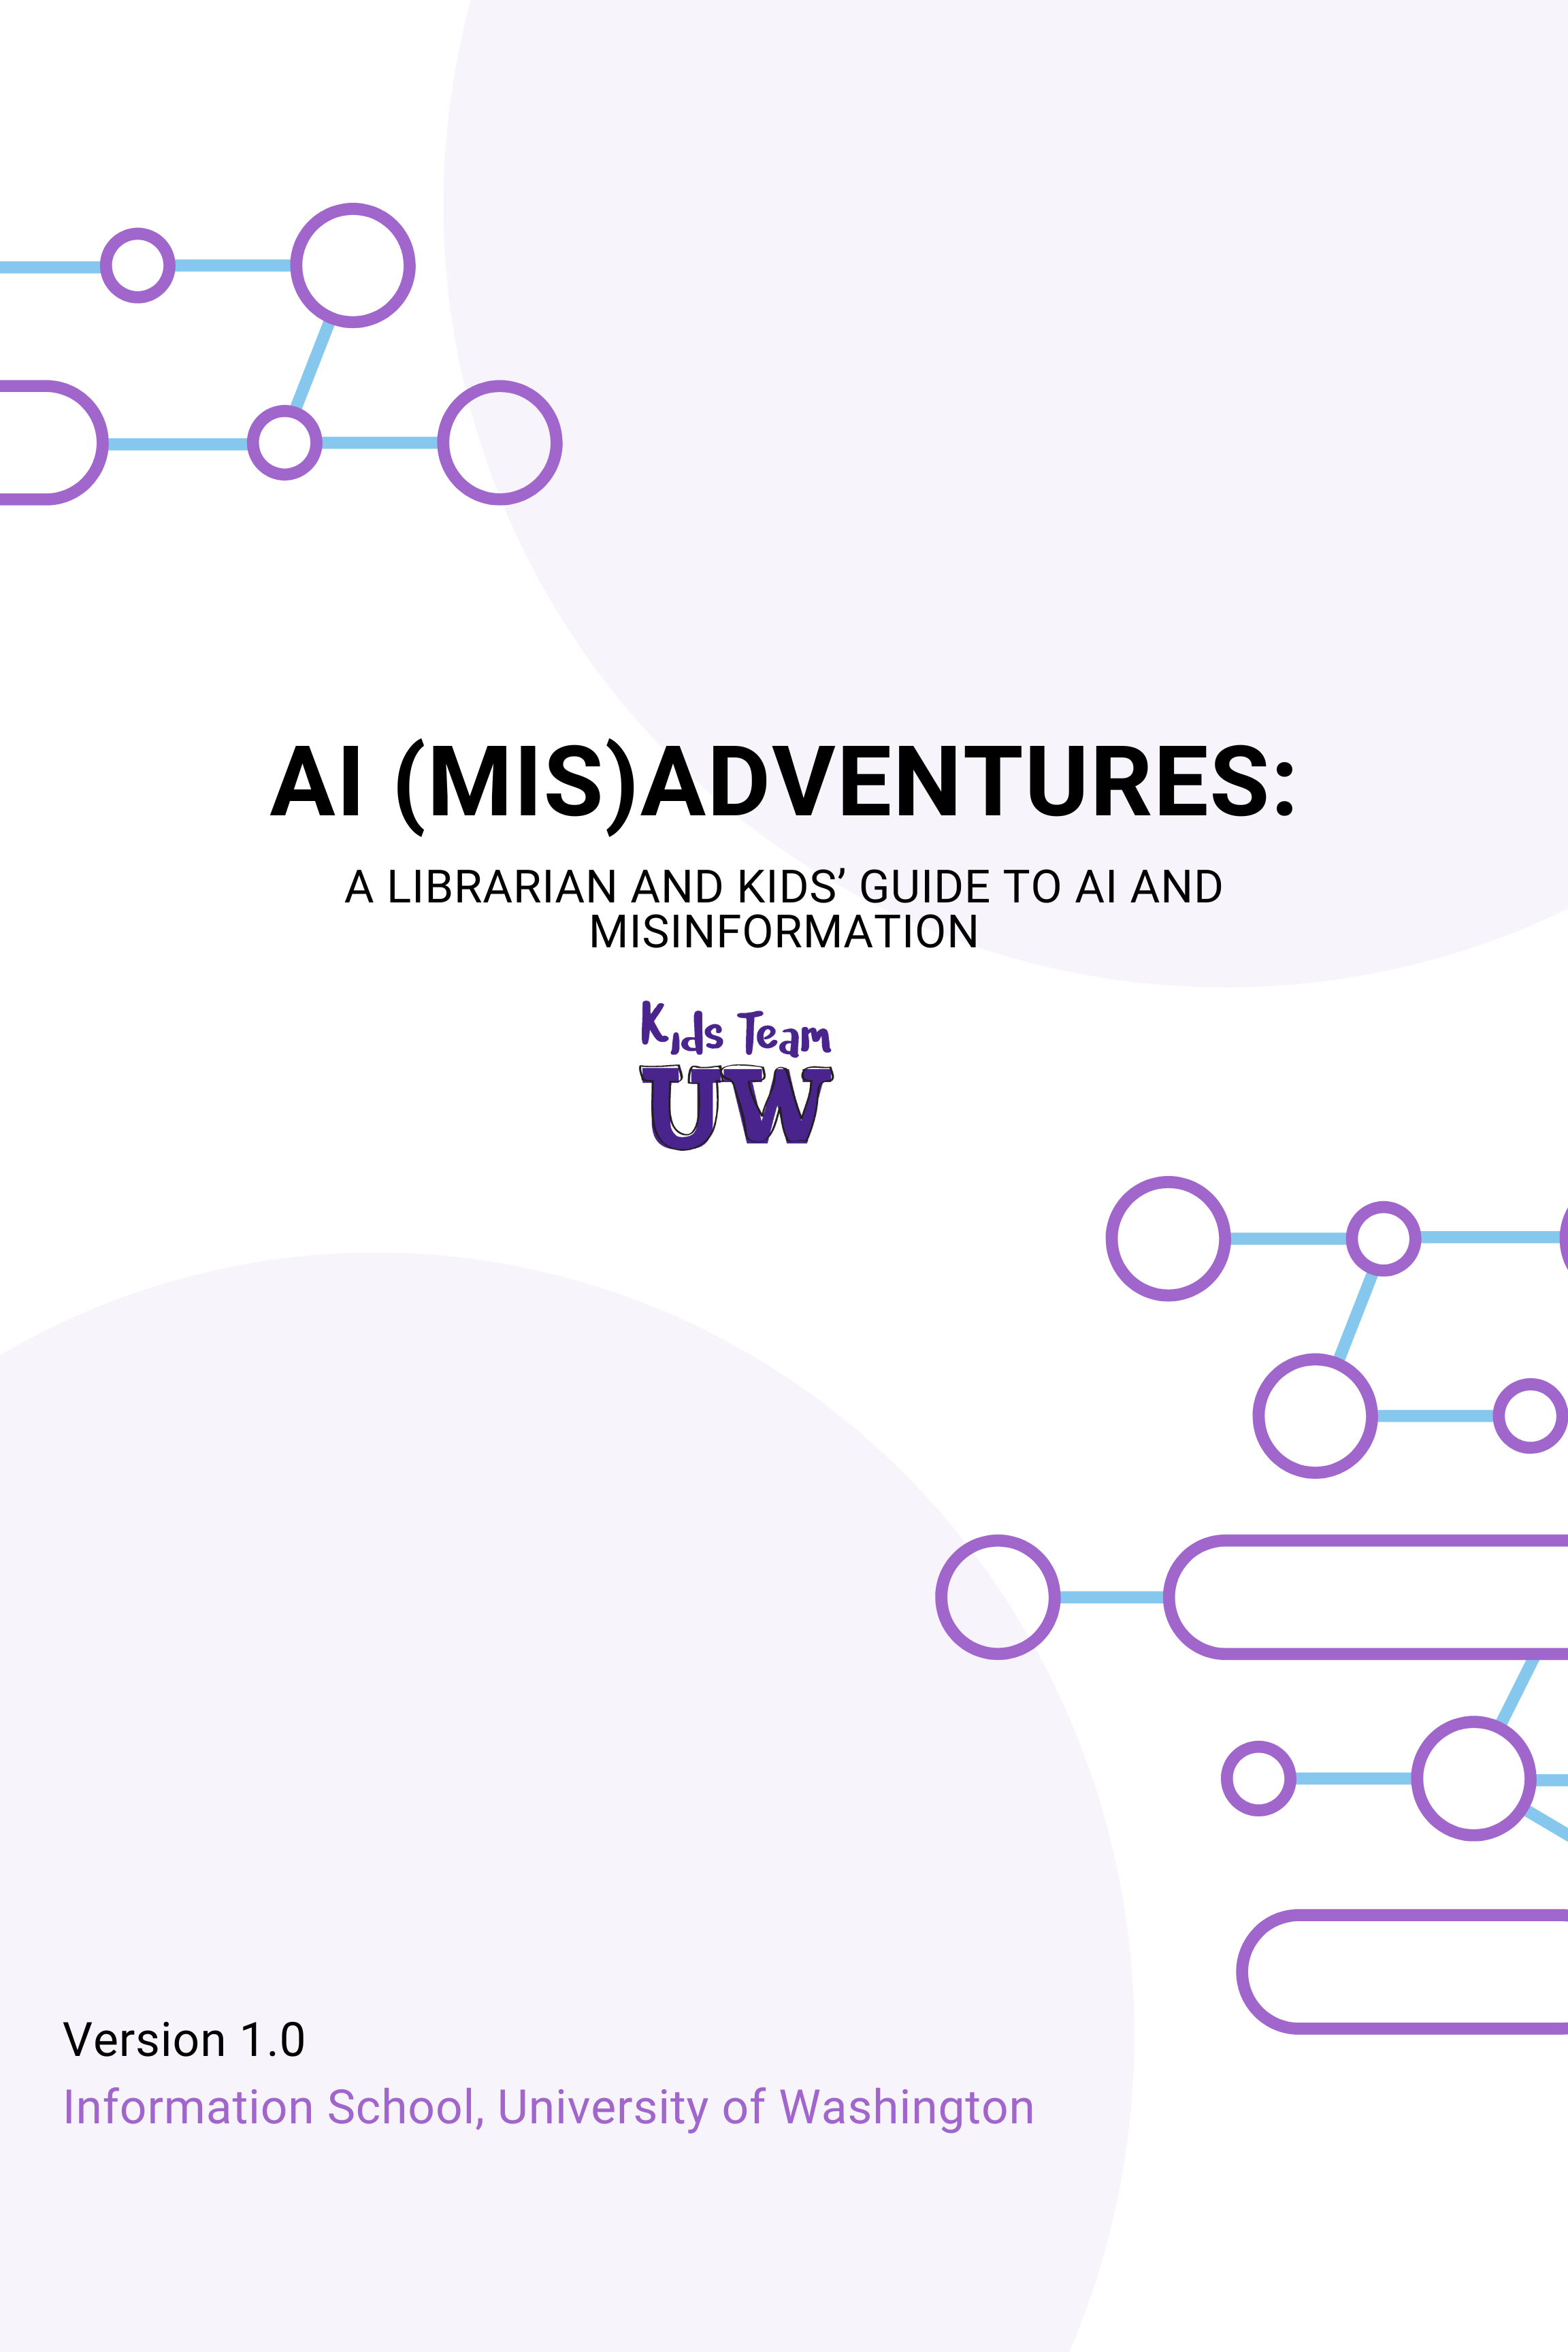 AI (MIS)ADVENTURES:
A LIBRARIAN AND KIDS’ GUIDE TO AI AND
MISINFORMATION
Kids Team
UW
Version 1.0
Information School, University of Washington